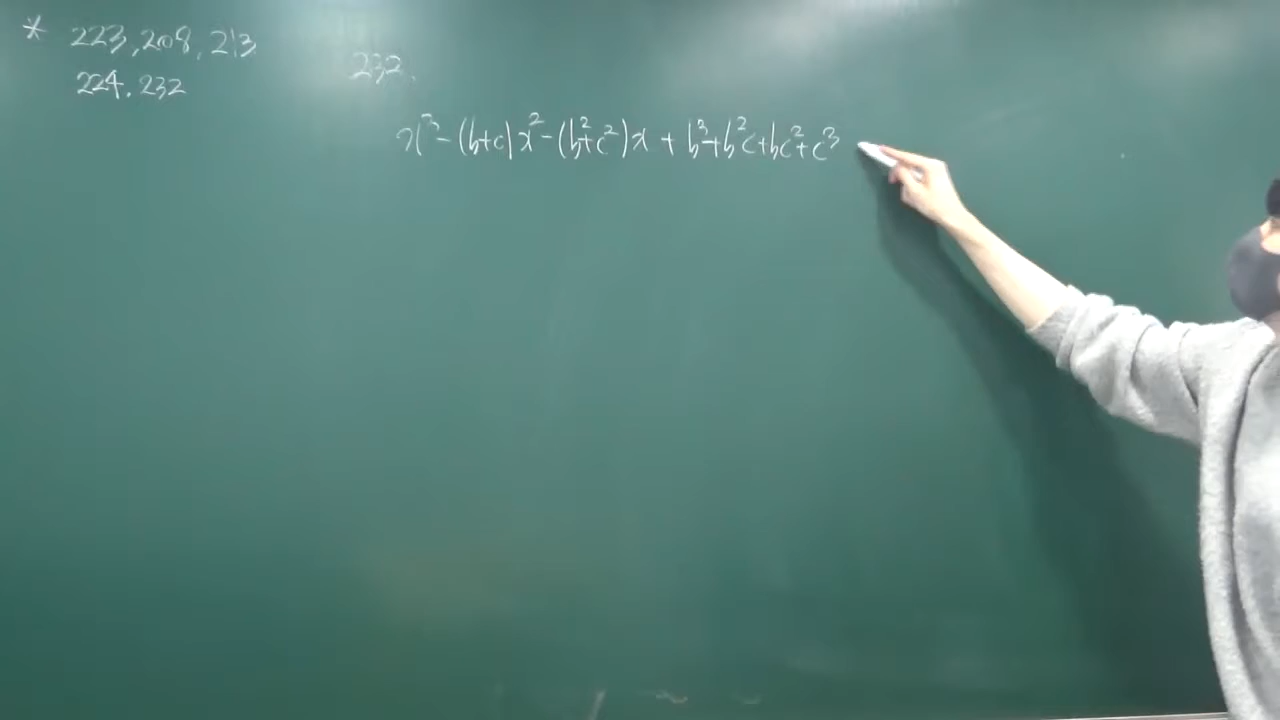 * 223, 208, 213
224. 232
232.
x³-(b+c)x²-(b²+c²)x+b³+b²c+bc²+c³